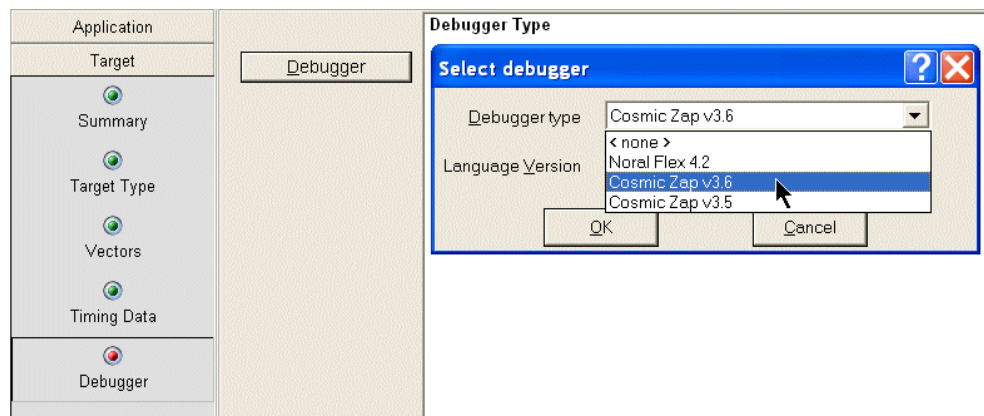 Application
Target
Summary
Target Type
Vectors
Timing Data
Debugger
Debugger
Debugger Type
Select debugger
?
Debugger type
Cosmic Zap v3.6
< none >
Noral Flex 4.2
Cosmic Zap v3.6
Cosmic Zap v3.5
Language Version
OK
Cancel